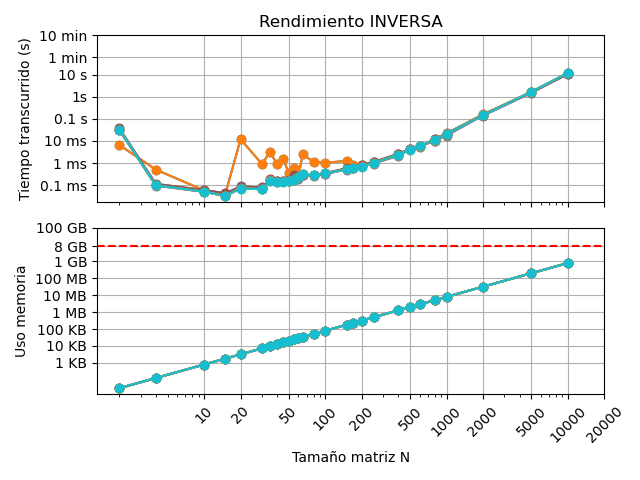 Rendimiento INVERSA
Tiempo transcurrido (s)
10 min
1 min
10 s
1s
0.1 s
10 ms
1 ms
0.1 ms
Uso memoria
100 GB
8 GB
1 GB
100 MB
10 MB
1 MB
100 KB
10 KB
1 KB
10
20
50
100
200
500
1000
2000
5000
10000
20000
Tamaño matriz N